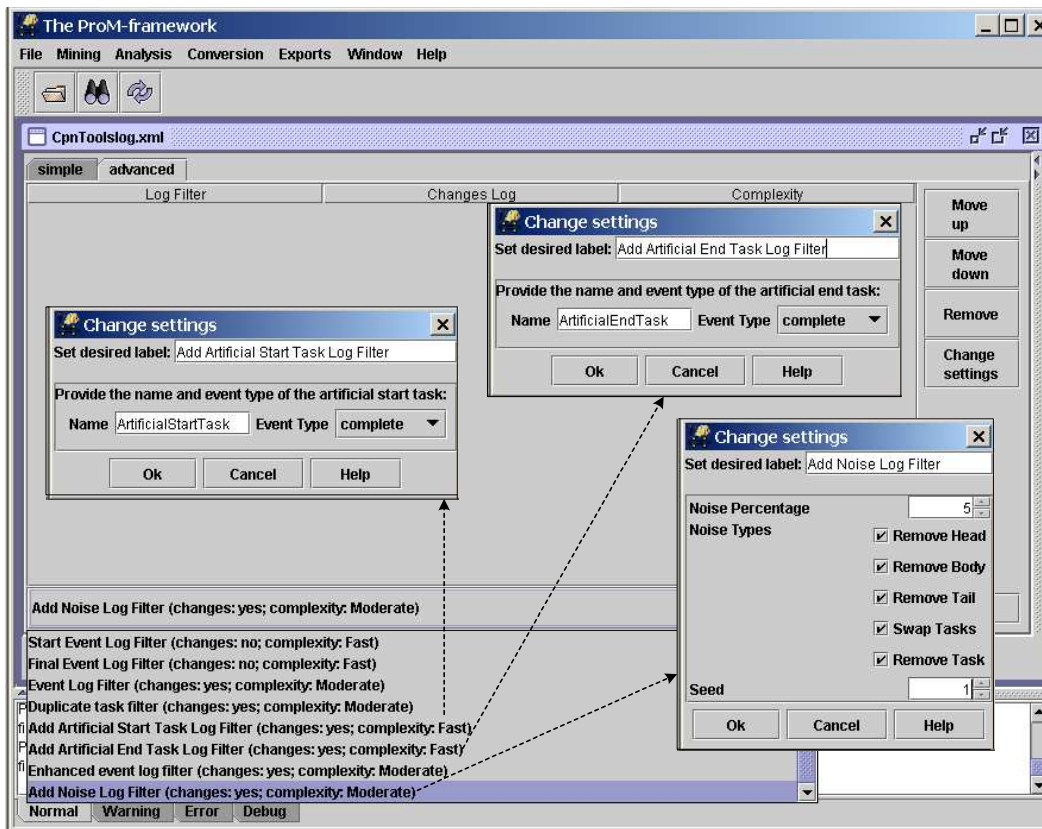 The ProM-framework
File Mining Analysis Conversion Exports Window Help
CpnToolslog.xml
simple advanced
Log Filter Changes Log Complexity
Move up
Move down
Remove
Change settings
Change settings
Set desired label: Add Artificial End Task Log Filter
Provide the name and event type of the artificial end task:
Name ArtificialEndTask Event Type complete
Ok Cancel Help
Change settings
Set desired label: Add Artificial Start Task Log Filter
Provide the name and event type of the artificial start task:
Name ArtificialStartTask Event Type complete
Ok Cancel Help
Change settings
Set desired label: Add Noise Log Filter
Noise Percentage 5
Noise Types Remove Head
Remove Body
Remove Tail
Swap Tasks
Remove Task
Seed 1
Ok Cancel Help
Add Noise Log Filter (changes: yes; complexity: Moderate)
Start Event Log Filter (changes: no; complexity: Fast)
Final Event Log Filter (changes: no; complexity: Fast)
Event Log Filter (changes: yes; complexity: Moderate)
Duplicate task filter (changes: yes; complexity: Moderate)
Add Artificial Start Task Log Filter (changes: yes; complexity: Fast)
Add Artificial End Task Log Filter (changes: yes; complexity: Fast)
Enhanced event log filter (changes: yes; complexity: Moderate)
Add Noise Log Filter (changes: yes; complexity: Moderate)
Normal Warning Error Debug